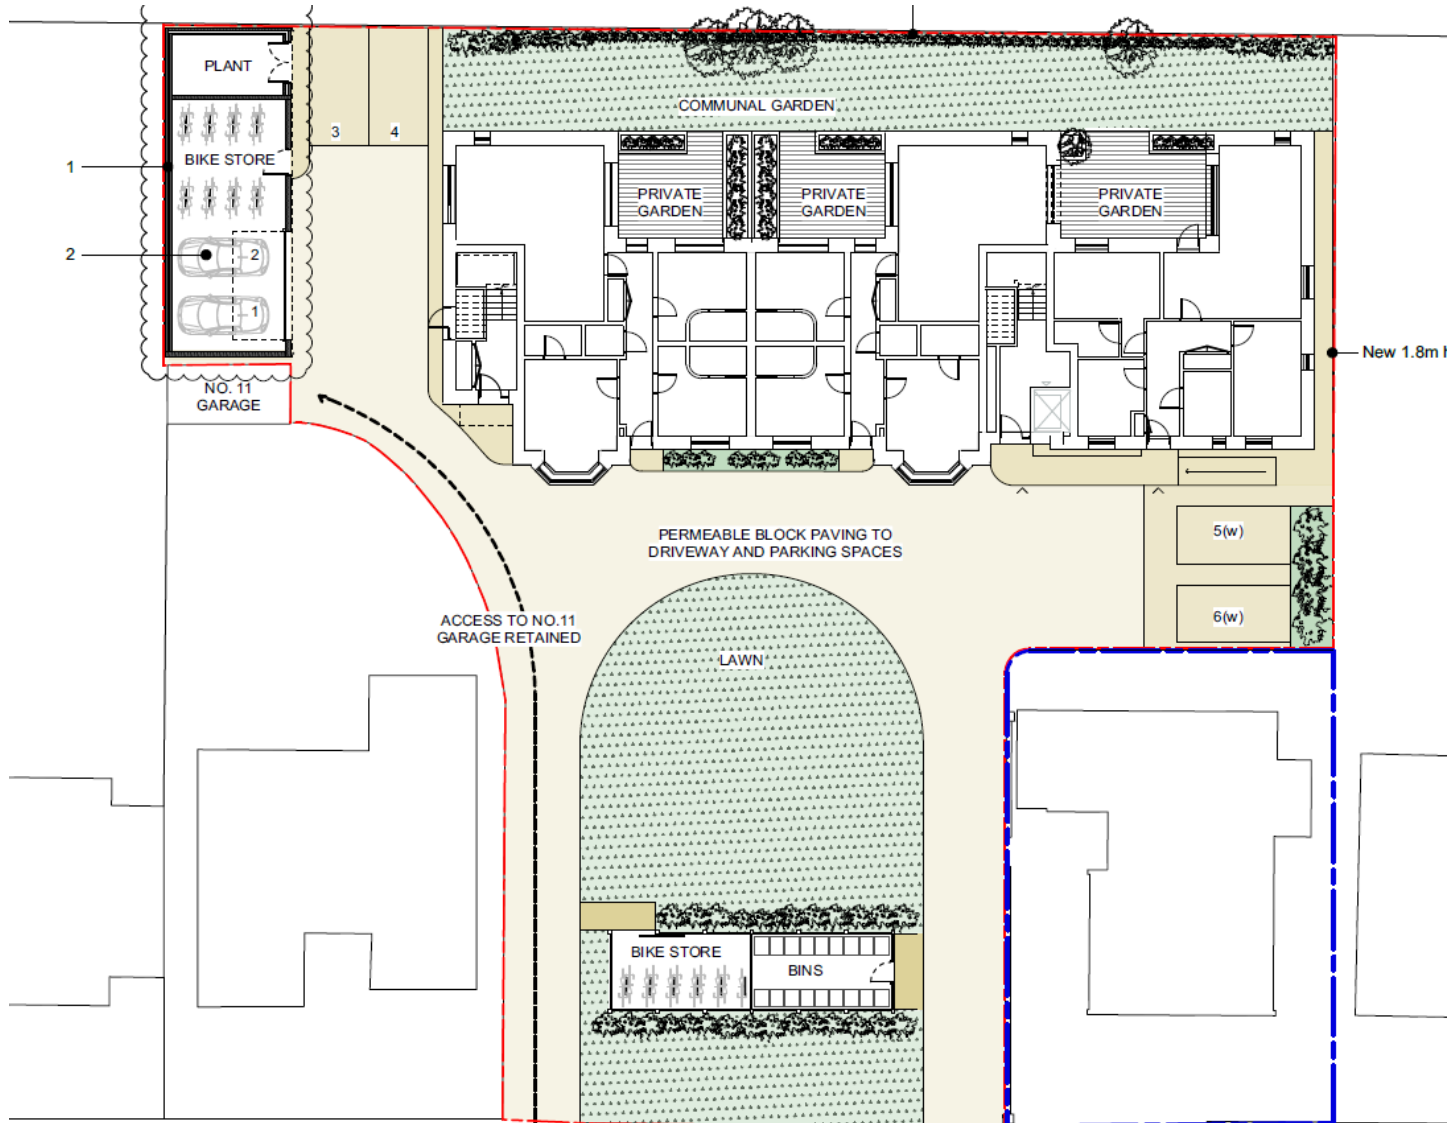 PLANT
3
4
COMMUNAL GARDEN
1
BIKE STORE
PRIVATE
GARDEN
PRIVATE
GARDEN
PRIVATE
GARDEN
2
2
1
New 1.8m h
NO. 11
GARAGE
PERMEABLE BLOCK PAVING TO
DRIVEWAY AND PARKING SPACES
5(w)
ACCESS TO NO.11
GARAGE RETAINED
6(w)
LAWN
BIKE STORE
BINS